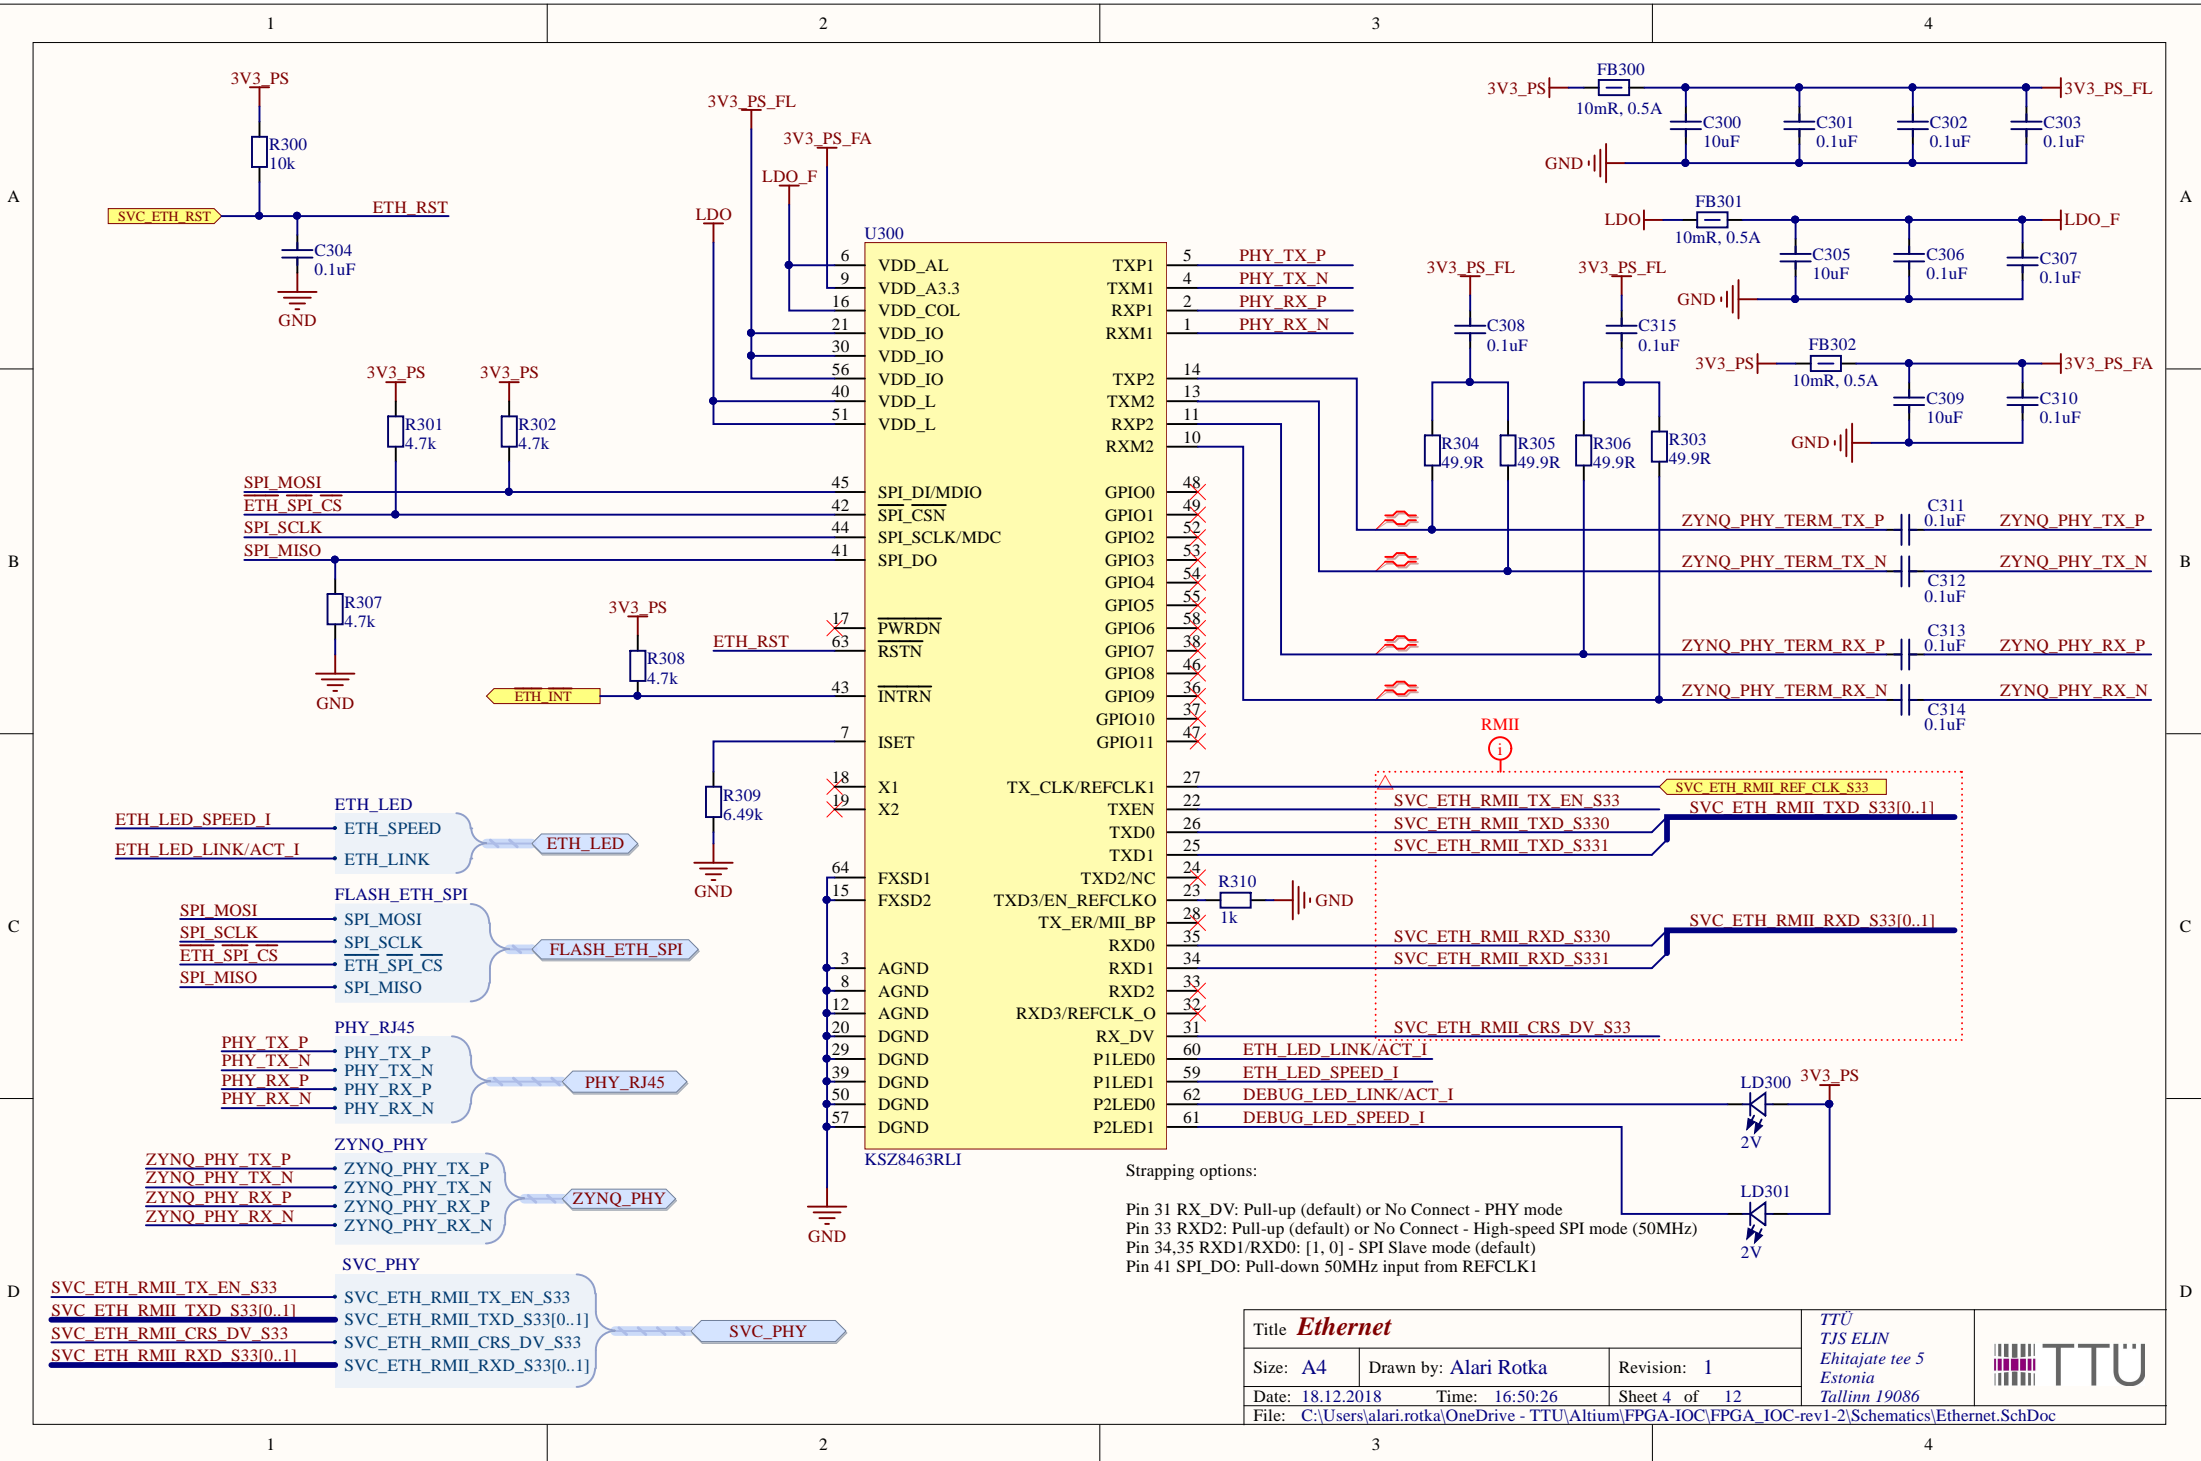 1
2
3
4
A
A
B
B
C
C
D
D
1
2
3
4
3V3_PS
R300
10k
SVC_ETH_RST
ETH_RST
C304
0.1uF
GND
3V3_PS
3V3_PS
R301
4.7k
R302
4.7k
SPI_MOSI
ETH_SPI_CS
SPI_SCLK
SPI_MISO
R307
4.7k
GND
3V3_PS
R308
4.7k
ETH_INT
ETH_RST
R309
6.49k
GND
3V3_PS_FL
3V3_PS_FA
LDO_F
LDO
U300
6 VDD_AL
9 VDD_A3.3
16 VDD_COL
21 VDD_IO
30 VDD_IO
56 VDD_IO
40 VDD_L
51 VDD_L
45 SPI_DI/MDIO
42 SPI_CSN
44 SPI_SCLK/MDC
41 SPI_DO
17 PWRDN
63 RSTN
43 INTRN
7 ISET
18 X1
19 X2
64 FXSD1
15 FXSD2
3 AGND
8 AGND
12 AGND
20 DGND
29 DGND
39 DGND
50 DGND
57 DGND
KSZ8463RLI
GND
TXP1 5 PHY_TX_P
TXM1 4 PHY_TX_N
RXP1 2 PHY_RX_P
RXM1 1 PHY_RX_N
TXP2 14
TXM2 13
RXP2 11
RXM2 10
GPIO0 48
GPIO1 49
GPIO2 52
GPIO3 53
GPIO4 54
GPIO5 55
GPIO6 58
GPIO7 38
GPIO8 46
GPIO9 36
GPIO10 37
GPIO11 47
TX_CLK/REFCLK1 27
TXEN 22 SVC_ETH_RMII_TX_EN_S33
TXD0 26 SVC_ETH_RMII_TXD_S330
TXD1 25 SVC_ETH_RMII_TXD_S331
TXD2/NC 24
TXD3/EN_REFCLKO 23
TX_ER/MII_BP 28
RXD0 35 SVC_ETH_RMII_RXD_S330
RXD1 34 SVC_ETH_RMII_RXD_S331
RXD2 33
RXD3/REFCLK_O 32
RX_DV 31 SVC_ETH_RMII_CRS_DV_S33
P1LED0 60 ETH_LED_LINK/ACT_I
P1LED1 59 ETH_LED_SPEED_I
P2LED0 62 DEBUG_LED_LINK/ACT_I
P2LED1 61 DEBUG_LED_SPEED_I
R310
1k
GND
RMII
i
SVC_ETH_RMII_REF_CLK_S33
SVC_ETH_RMII_TXD_S33[0..1]
SVC_ETH_RMII_RXD_S33[0..1]
LD300
2V
3V3_PS
LD301
2V
3V3_PS
FB300
10mR, 0.5A
3V3_PS_FL
C300
10uF
C301
0.1uF
C302
0.1uF
C303
0.1uF
GND
LDO
FB301
10mR, 0.5A
LDO_F
C305
10uF
C306
0.1uF
C307
0.1uF
GND
3V3_PS
FB302
10mR, 0.5A
3V3_PS_FA
C309
10uF
C310
0.1uF
GND
3V3_PS_FL
3V3_PS_FL
C308
0.1uF
C315
0.1uF
R304
49.9R
R305
49.9R
R306
49.9R
R303
49.9R
ZYNQ_PHY_TERM_TX_P
C311
0.1uF
ZYNQ_PHY_TX_P
ZYNQ_PHY_TERM_TX_N
C312
0.1uF
ZYNQ_PHY_TX_N
ZYNQ_PHY_TERM_RX_P
C313
0.1uF
ZYNQ_PHY_RX_P
ZYNQ_PHY_TERM_RX_N
C314
0.1uF
ZYNQ_PHY_RX_N
ETH_LED
ETH_LED_SPEED_I ETH_SPEED
ETH_LED_LINK/ACT_I ETH_LINK
ETH_LED
FLASH_ETH_SPI
SPI_MOSI SPI_MOSI
SPI_SCLK SPI_SCLK
ETH_SPI_CS ETH_SPI_CS
SPI_MISO SPI_MISO
FLASH_ETH_SPI
PHY_RJ45
PHY_TX_P PHY_TX_P
PHY_TX_N PHY_TX_N
PHY_RX_P PHY_RX_P
PHY_RX_N PHY_RX_N
PHY_RJ45
ZYNQ_PHY
ZYNQ_PHY_TX_P ZYNQ_PHY_TX_P
ZYNQ_PHY_TX_N ZYNQ_PHY_TX_N
ZYNQ_PHY_RX_P ZYNQ_PHY_RX_P
ZYNQ_PHY_RX_N ZYNQ_PHY_RX_N
ZYNQ_PHY
SVC_PHY
SVC_ETH_RMII_TX_EN_S33 SVC_ETH_RMII_TX_EN_S33
SVC_ETH_RMII_TXD_S33[0..1] SVC_ETH_RMII_TXD_S33[0..1]
SVC_ETH_RMII_CRS_DV_S33 SVC_ETH_RMII_CRS_DV_S33
SVC_ETH_RMII_RXD_S33[0..1] SVC_ETH_RMII_RXD_S33[0..1]
SVC_PHY
Strapping options:
Pin 31 RX_DV: Pull-up (default) or No Connect - PHY mode
Pin 33 RXD2: Pull-up (default) or No Connect - High-speed SPI mode (50MHz)
Pin 34,35 RXD1/RXD0: [1, 0] - SPI Slave mode (default)
Pin 41 SPI_DO: Pull-down 50MHz input from REFCLK1
Title Ethernet
Size: A4 Drawn by: Alari Rotka Revision: 1
Date: 18.12.2018 Time: 16:50:26 Sheet 4 of 12
File: C:\Users\alari.rotka\OneDrive - TTU\Altium\FPGA-IOC\FPGA_IOC-rev1-2\Schematics\Ethernet.SchDoc
TTÜ
TJS ELIN
Ehitajate tee 5
Estonia
Tallinn 19086
TTÜ